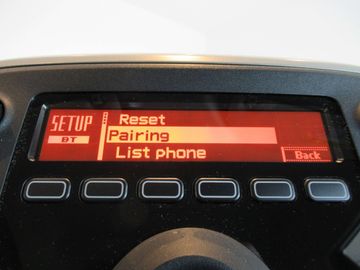 SETUP
BT
Reset
Pairing
List phone
Back